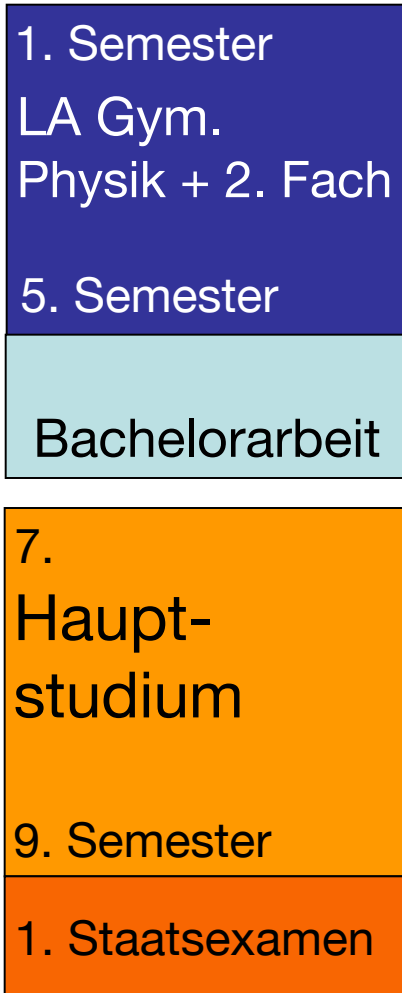 1. Semester
LA Gym.
Physik + 2. Fach
5. Semester
Bachelorarbeit
7.
Haupt-
studium
9. Semester
1. Staatsexamen